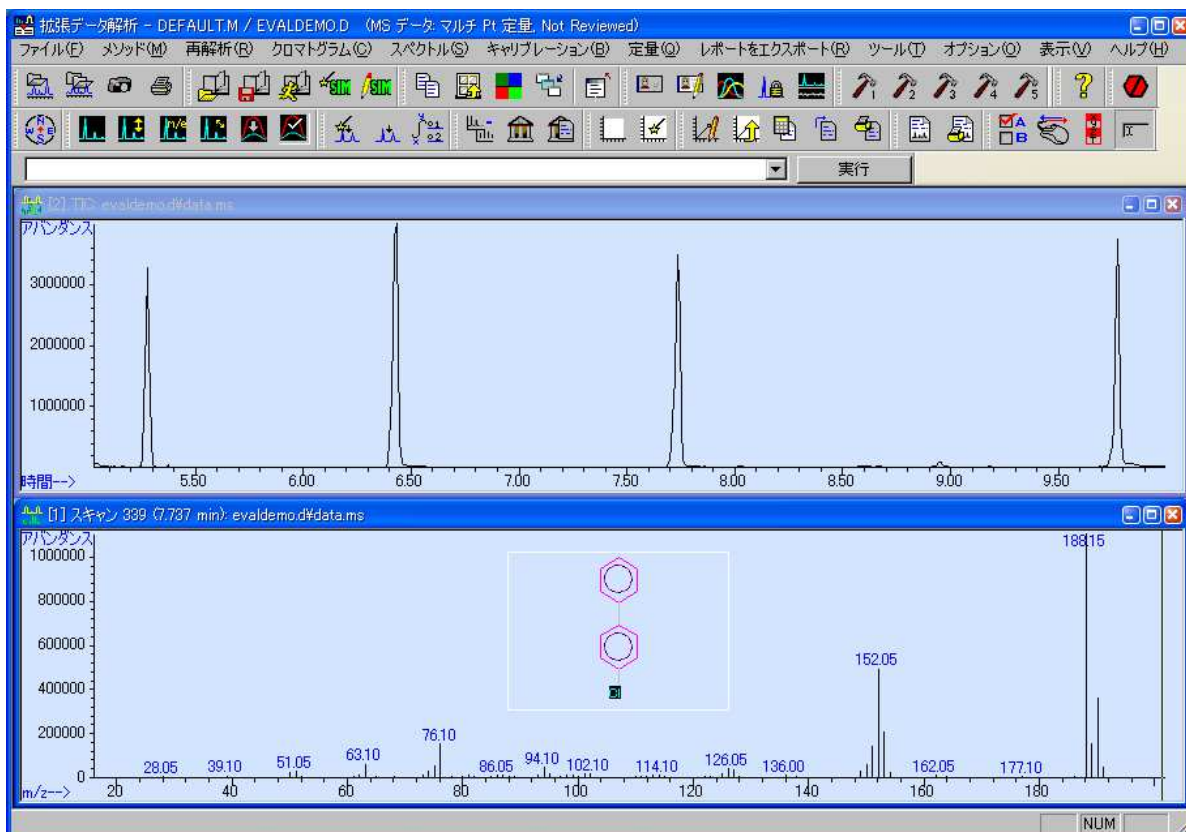 拡張データ解析 - DEFAULT.M / EVALDEMO.D (MS データ: マルチ Pt 定量, Not Reviewed)
ファイル(F) メソッド(M) 再解析(R) クロマトグラム(C) スペクトル(S) キャリブレーション(B) 定量(Q) レポートをエクスポート(R) ツール(T) オプション(O) 表示(V) ヘルプ(H)
実行
[2] TIC: evaldemo.d¥data.ms
アバンダンス
3000000
2000000
1000000
5.50 6.00 6.50 7.00 7.50 8.00 8.50 9.00 9.50
時間-->
[1] スキャン 339 (7.737 min): evaldemo.d¥data.ms
アバンダンス
188.15
1000000
800000
600000
152.05
400000
200000
76.10
63.10
94.10
126.05
51.05
28.05 39.10 86.05 102.10 114.10 136.00 162.05 177.10
0
20 40 60 80 100 120 140 160 180
m/z-->
NUM